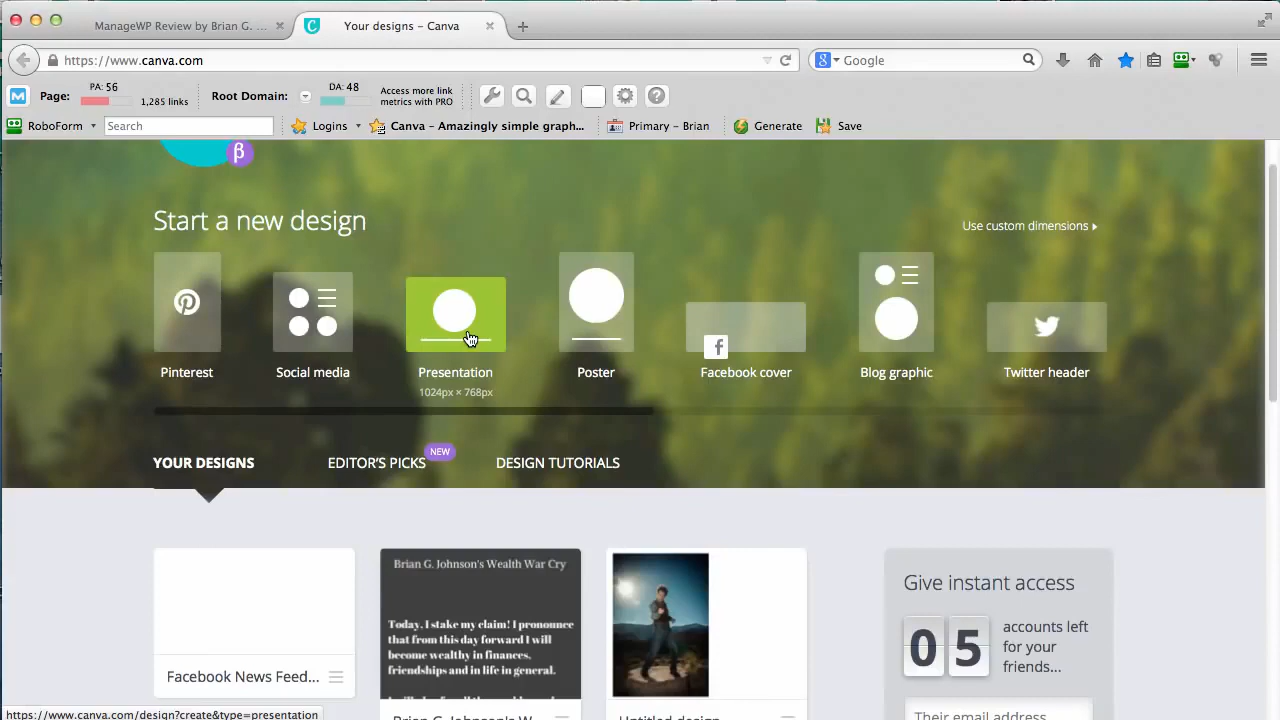 ManageWP Review by Brian G. ...
Your designs – Canva
https://www.canva.com
Google
Page:
PA: 56
1,285 links
Root Domain:
DA: 48
Access more link
metrics with PRO
RoboForm
Search
Logins
Canva - Amazingly simple graph...
Primary - Brian
Generate
Save
β
Start a new design
Use custom dimensions
Pinterest
Social media
Presentation
Poster
Facebook cover
Blog graphic
Twitter header
1024px × 768px
YOUR DESIGNS
EDITOR'S PICKS
NEW
DESIGN TUTORIALS
Brian G. Johnson's Wealth War Cry
Today, I stake my claim! I pronounce
that from this day forward I will
become wealthy in finances,
friendships and in life in general.
Facebook News Feed...
Brian G. Johnson's W...
Untitled design
Give instant access
05
accounts left
for your
friends...
Their email address
https://www.canva.com/design?create&type=presentation